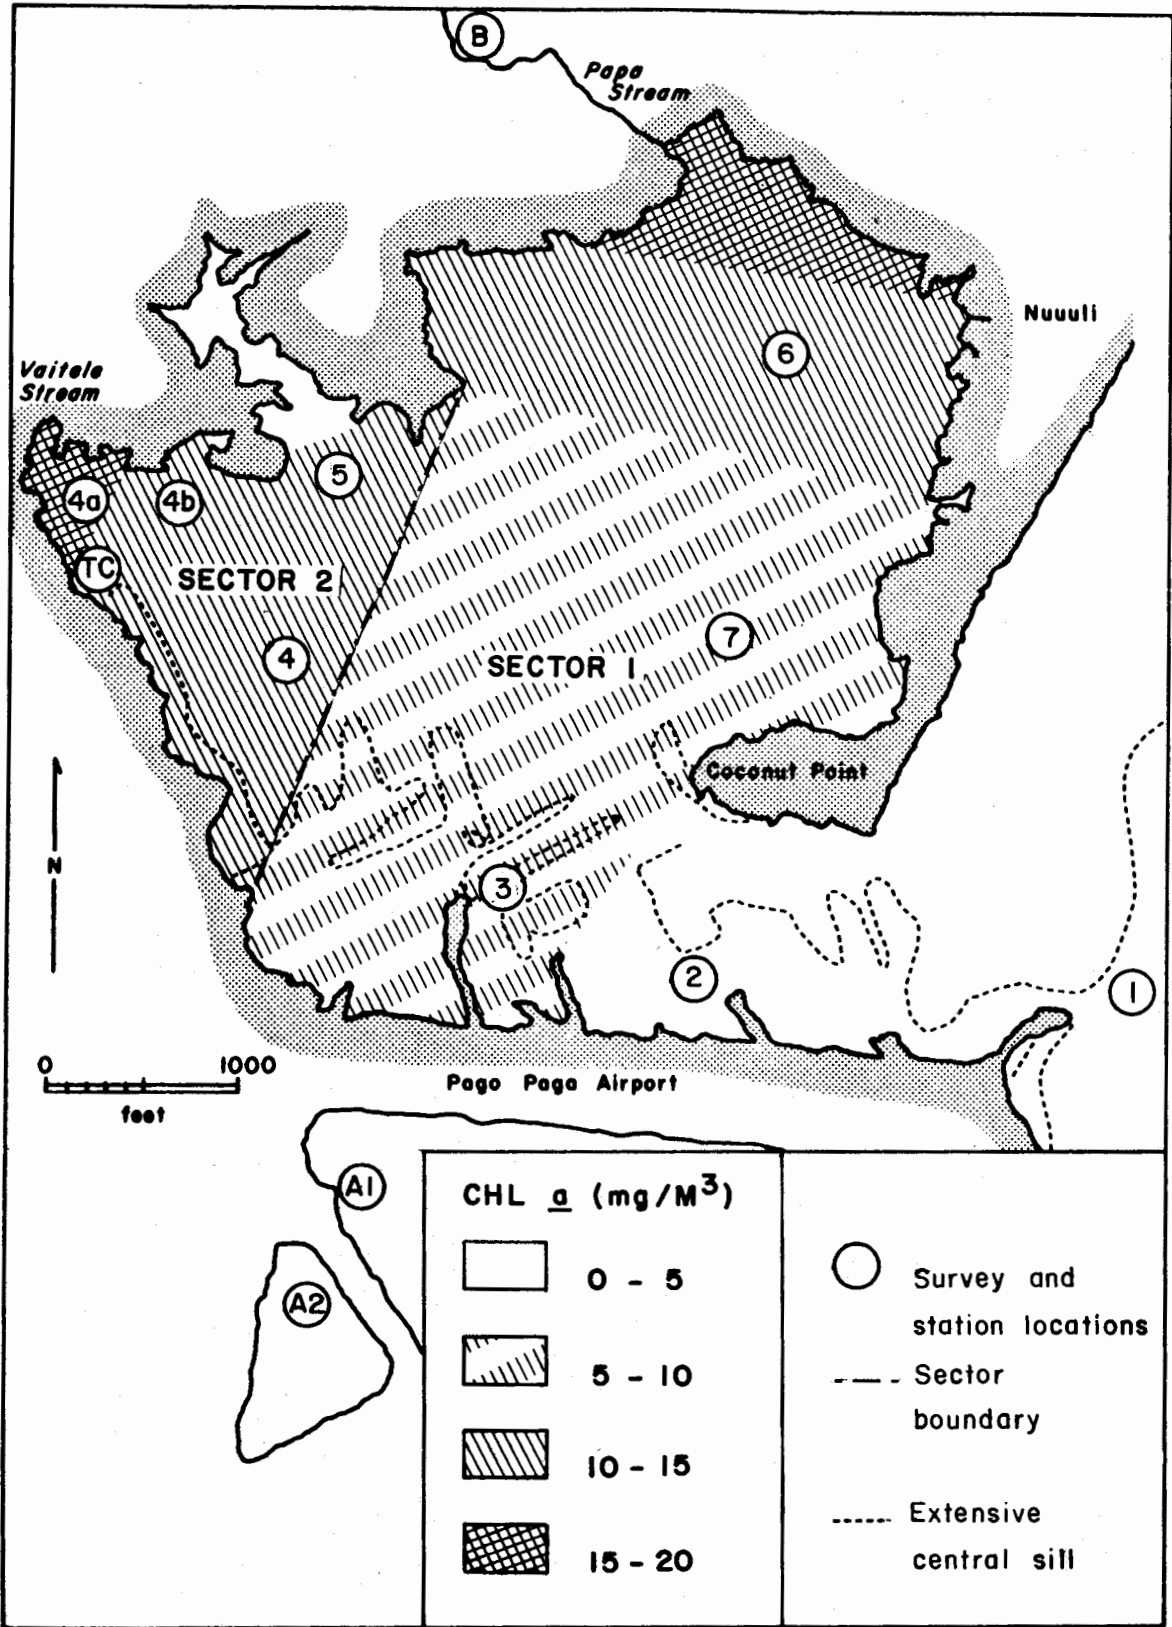 B
Papa
Stream
Nuuuli
6
Vaitele
Stream
5
4a
4b
TC
SECTOR 2
7
4
SECTOR 1
Coconut Point
N
3
2
1
0 1000
feet
Pago Paga Airport
A1
A2
CHL a (mg/M³)
0 - 5
5 - 10
10 - 15
15 - 20
Survey and
station locations
Sector
boundary
Extensive
central sill